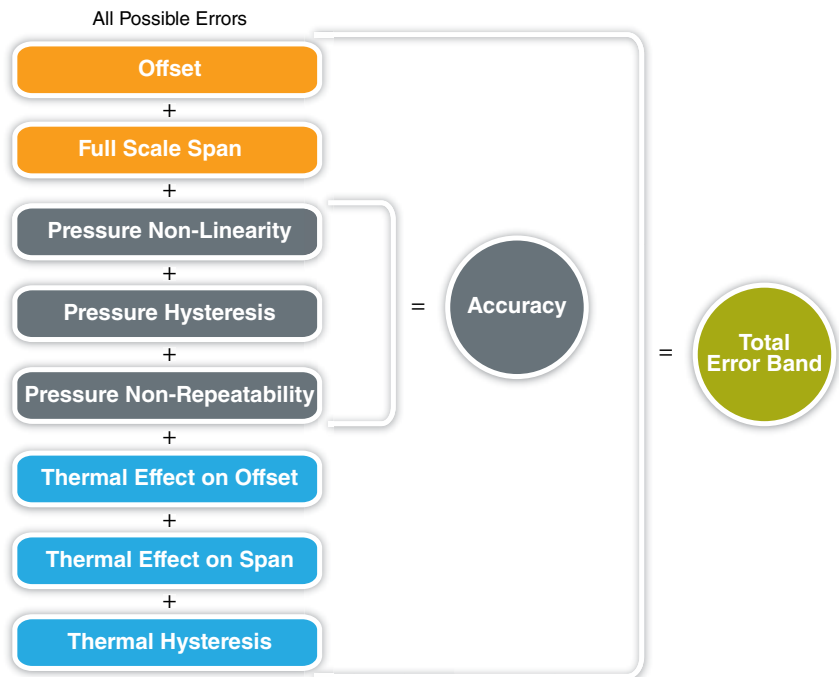 All Possible Errors
Offset
+
Full Scale Span
+
Pressure Non-Linearity
+
Pressure Hysteresis
+
Pressure Non-Repeatability
+
Thermal Effect on Offset
+
Thermal Effect on Span
+
Thermal Hysteresis
=
Accuracy
=
Total
Error Band